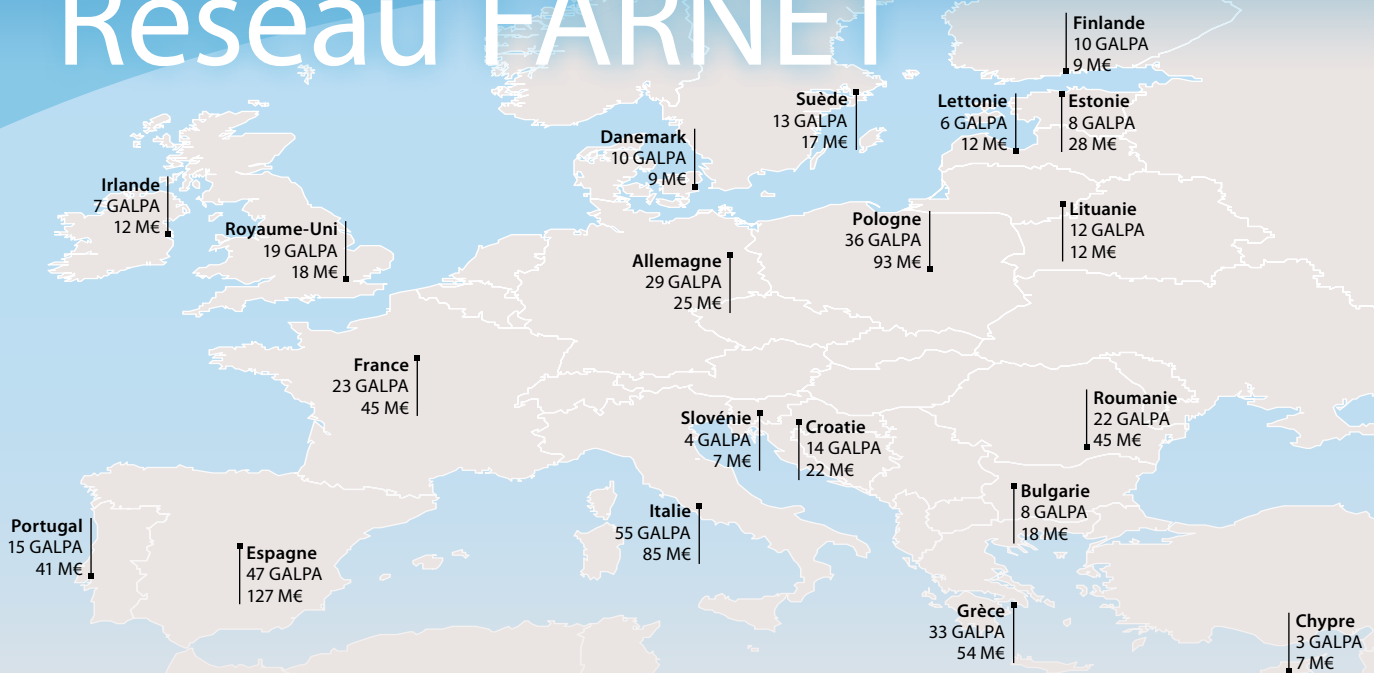 Réseau FARNET
Finlande
10 GALPA
9 M€
Suède
13 GALPA
17 M€
Lettonie
6 GALPA
12 M€
Estonie
8 GALPA
28 M€
Danemark
10 GALPA
9 M€
Irlande
7 GALPA
12 M€
Royaume-Uni
19 GALPA
18 M€
Pologne
36 GALPA
93 M€
Lituanie
12 GALPA
12 M€
Allemagne
29 GALPA
25 M€
France
23 GALPA
45 M€
Slovénie
4 GALPA
7 M€
Croatie
14 GALPA
22 M€
Roumanie
22 GALPA
45 M€
Bulgarie
8 GALPA
18 M€
Italie
55 GALPA
85 M€
Portugal
15 GALPA
41 M€
Espagne
47 GALPA
127 M€
Grèce
33 GALPA
54 M€
Chypre
3 GALPA
7 M€